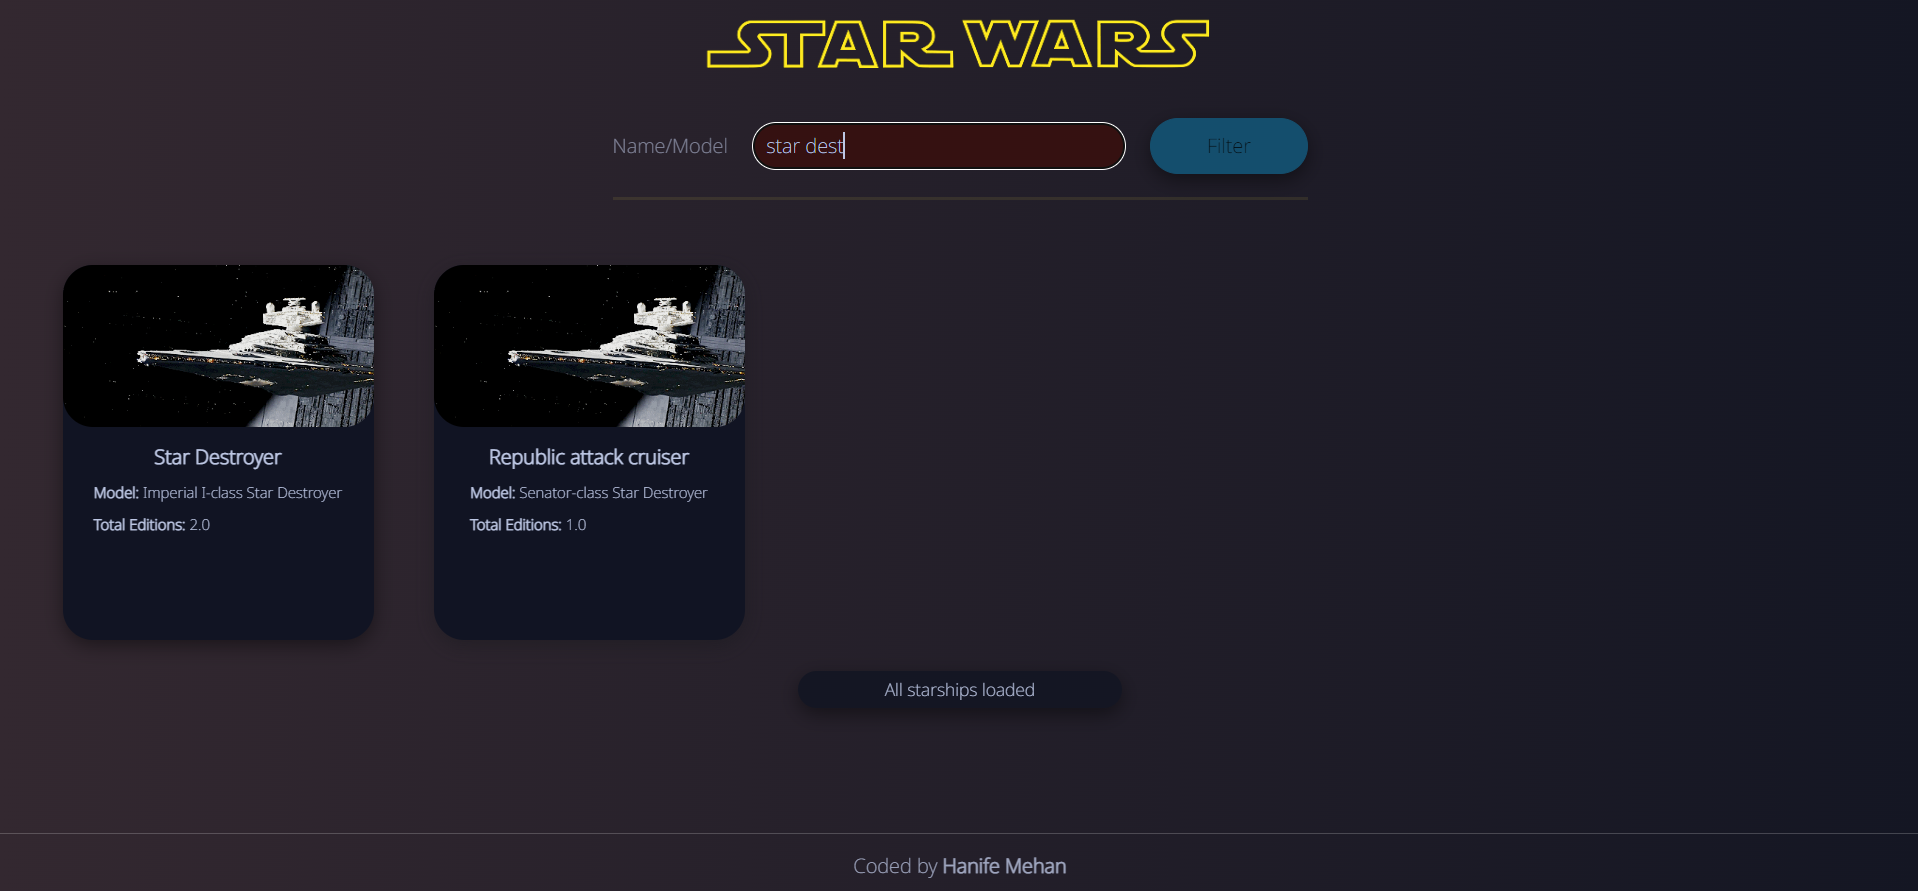 STAR WARS
Name/Model
star dest
Filter
Star Destroyer
Model: Imperial I-class Star Destroyer
Total Editions: 2.0
Republic attack cruiser
Model: Senator-class Star Destroyer
Total Editions: 1.0
All starships loaded
Coded by Hanife Mehan